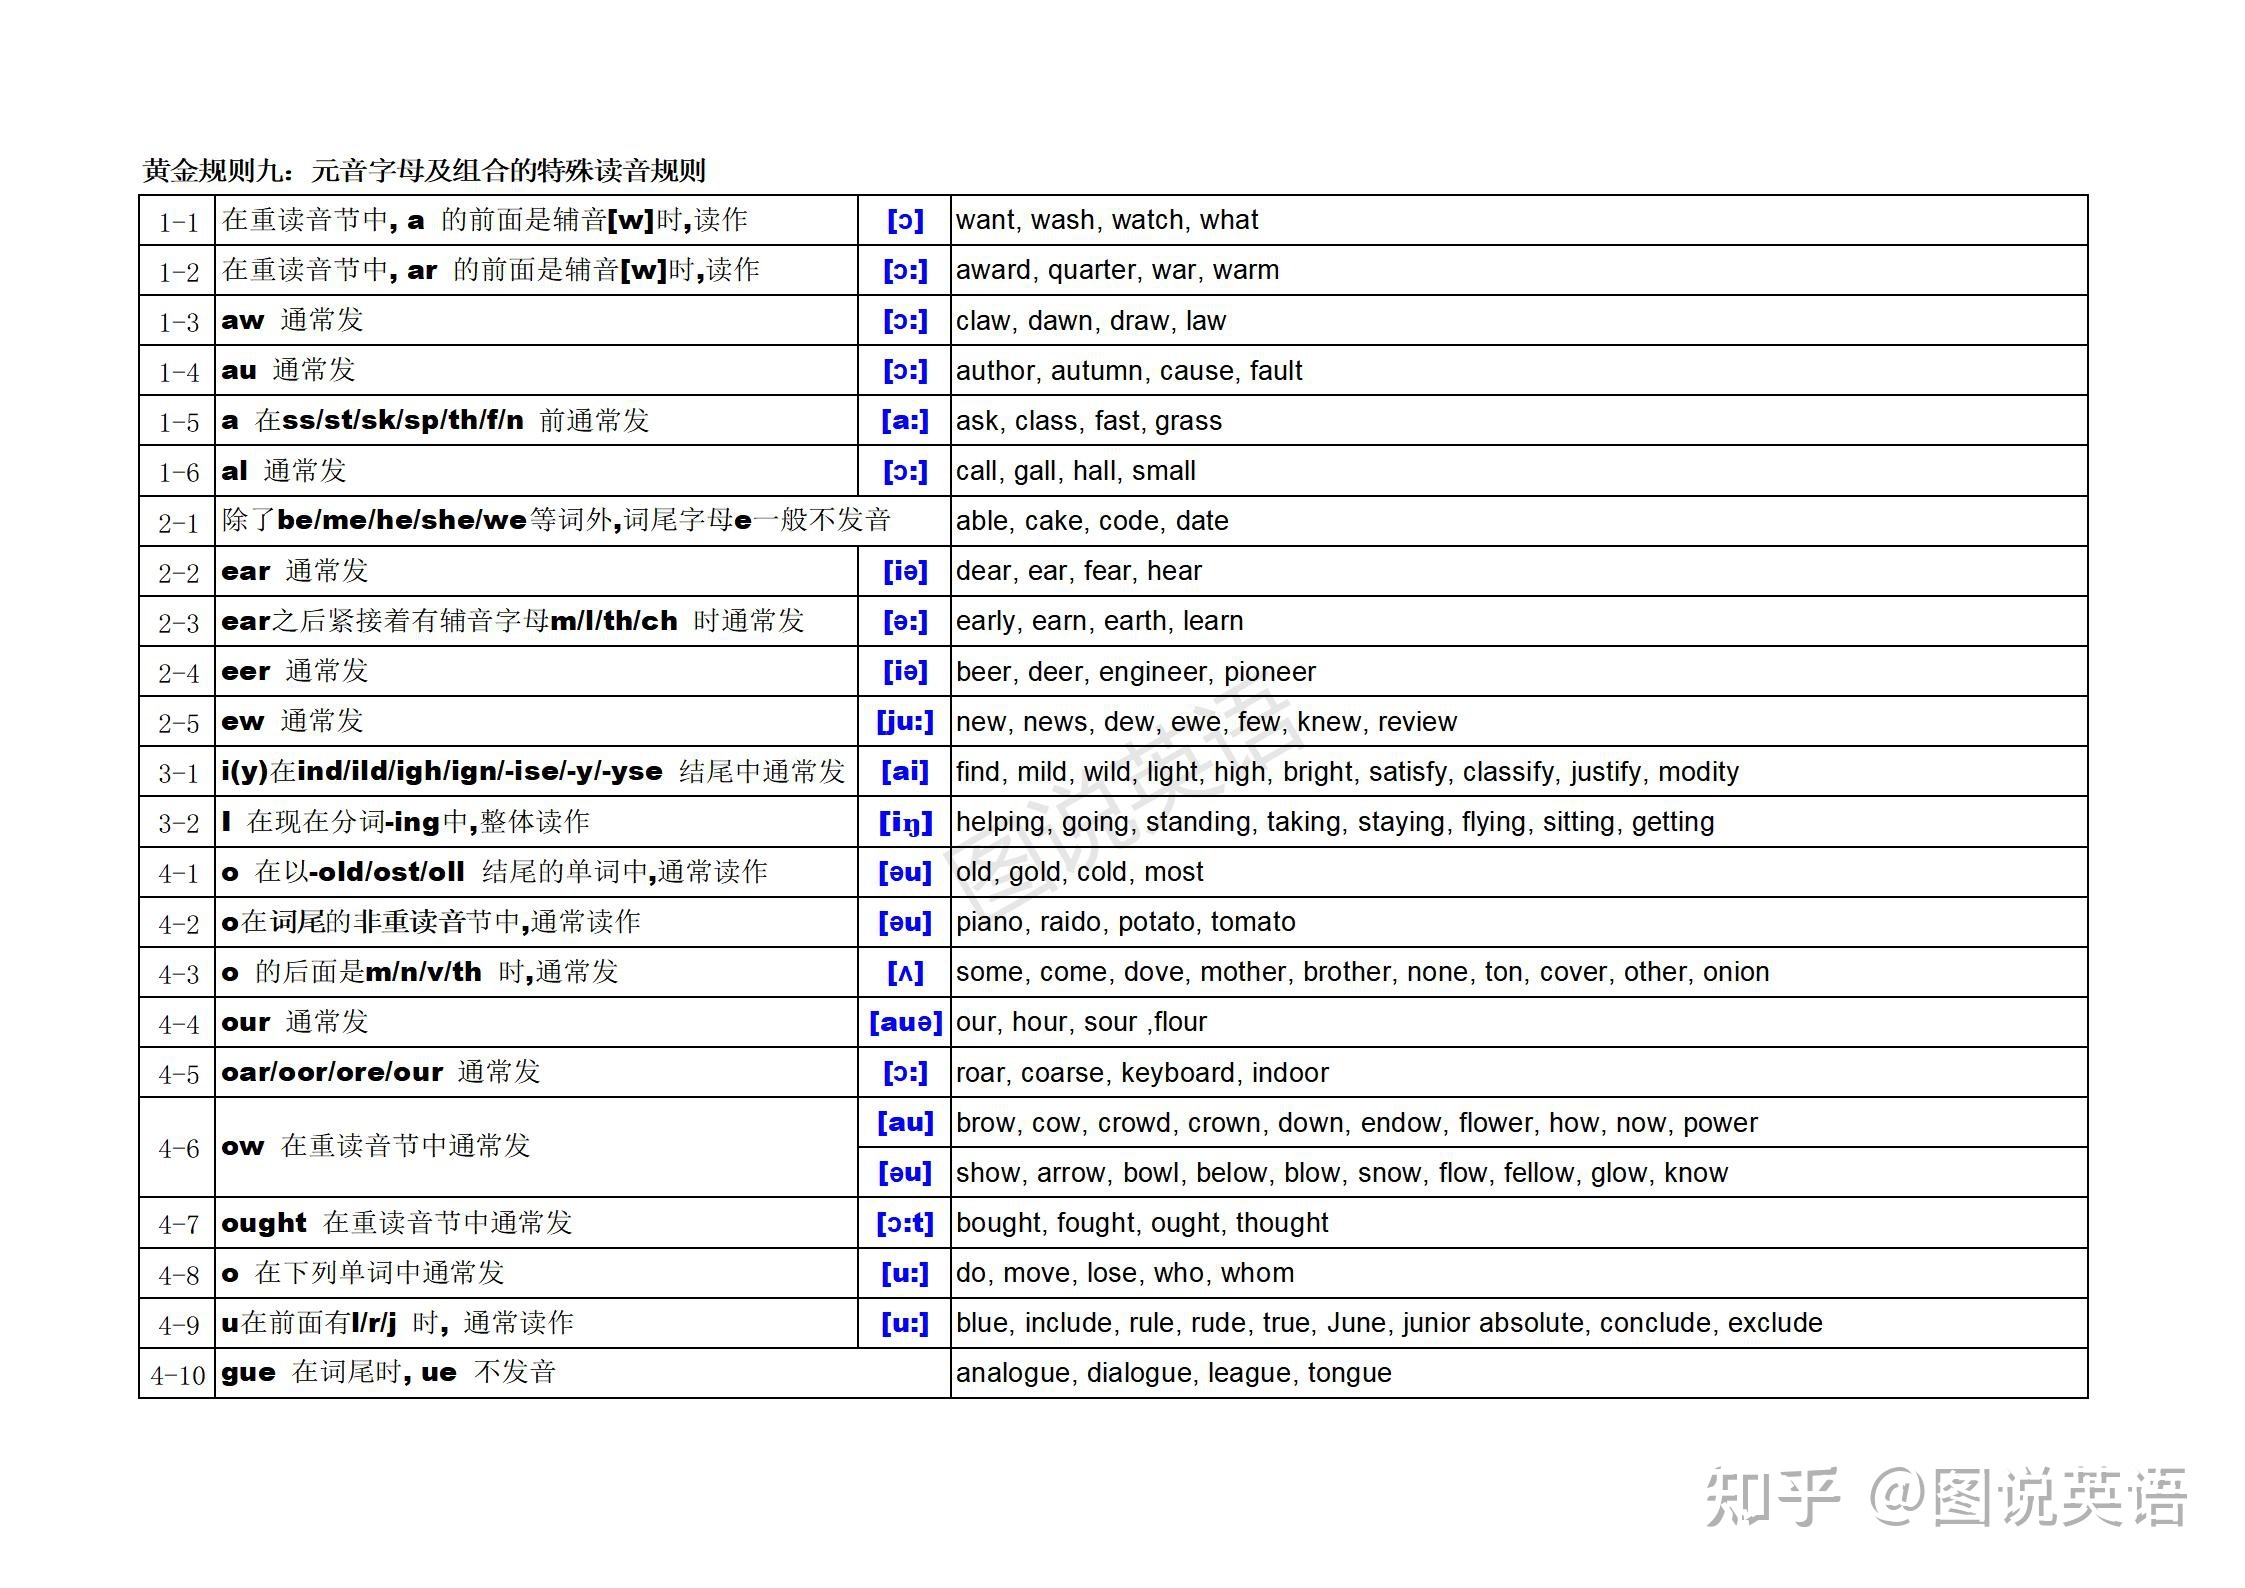 黄金规则九：元音字母及组合的特殊读音规则
1-1 在重读音节中, a 的前面是辅音[w]时,读作 [ɔ] want, wash, watch, what
1-2 在重读音节中, ar 的前面是辅音[w]时,读作 [ɔ:] award, quarter, war, warm
1-3 aw 通常发 [ɔ:] claw, dawn, draw, law
1-4 au 通常发 [ɔ:] author, autumn, cause, fault
1-5 a 在ss/st/sk/sp/th/f/n 前通常发 [a:] ask, class, fast, grass
1-6 al 通常发 [ɔ:] call, gall, hall, small
2-1 除了be/me/he/she/we等词外,词尾字母e一般不发音 able, cake, code, date
2-2 ear 通常发 [iə] dear, ear, fear, hear
2-3 ear之后紧接着有辅音字母m/l/th/ch 时通常发 [ə:] early, earn, earth, learn
2-4 eer 通常发 [iə] beer, deer, engineer, pioneer
2-5 ew 通常发 [ju:] new, news, dew, ewe, few, knew, review
3-1 i(y)在ind/ild/igh/ign/-ise/-y/-yse 结尾中通常发 [ai] find, mild, wild, light, high, bright, satisfy, classify, justify, modity
3-2 I 在现在分词-ing中,整体读作 [iŋ] helping, going, standing, taking, staying, flying, sitting, getting
4-1 o 在以-old/ost/oll 结尾的单词中,通常读作 [əu] old, gold, cold, most
4-2 o在词尾的非重读音节中,通常读作 [əu] piano, raido, potato, tomato
4-3 o 的后面是m/n/v/th 时,通常发 [ʌ] some, come, dove, mother, brother, none, ton, cover, other, onion
4-4 our 通常发 [auə] our, hour, sour ,flour
4-5 oar/oor/ore/our 通常发 [ɔ:] roar, coarse, keyboard, indoor
4-6 ow 在重读音节中通常发 [au] brow, cow, crowd, crown, down, endow, flower, how, now, power
[əu] show, arrow, bowl, below, blow, snow, flow, fellow, glow, know
4-7 ought 在重读音节中通常发 [ɔ:t] bought, fought, ought, thought
4-8 o 在下列单词中通常发 [u:] do, move, lose, who, whom
4-9 u在前面有l/r/j 时, 通常读作 [u:] blue, include, rule, rude, true, June, junior absolute, conclude, exclude
4-10 gue 在词尾时, ue 不发音 analogue, dialogue, league, tongue
图说英语
知乎 @图说英语